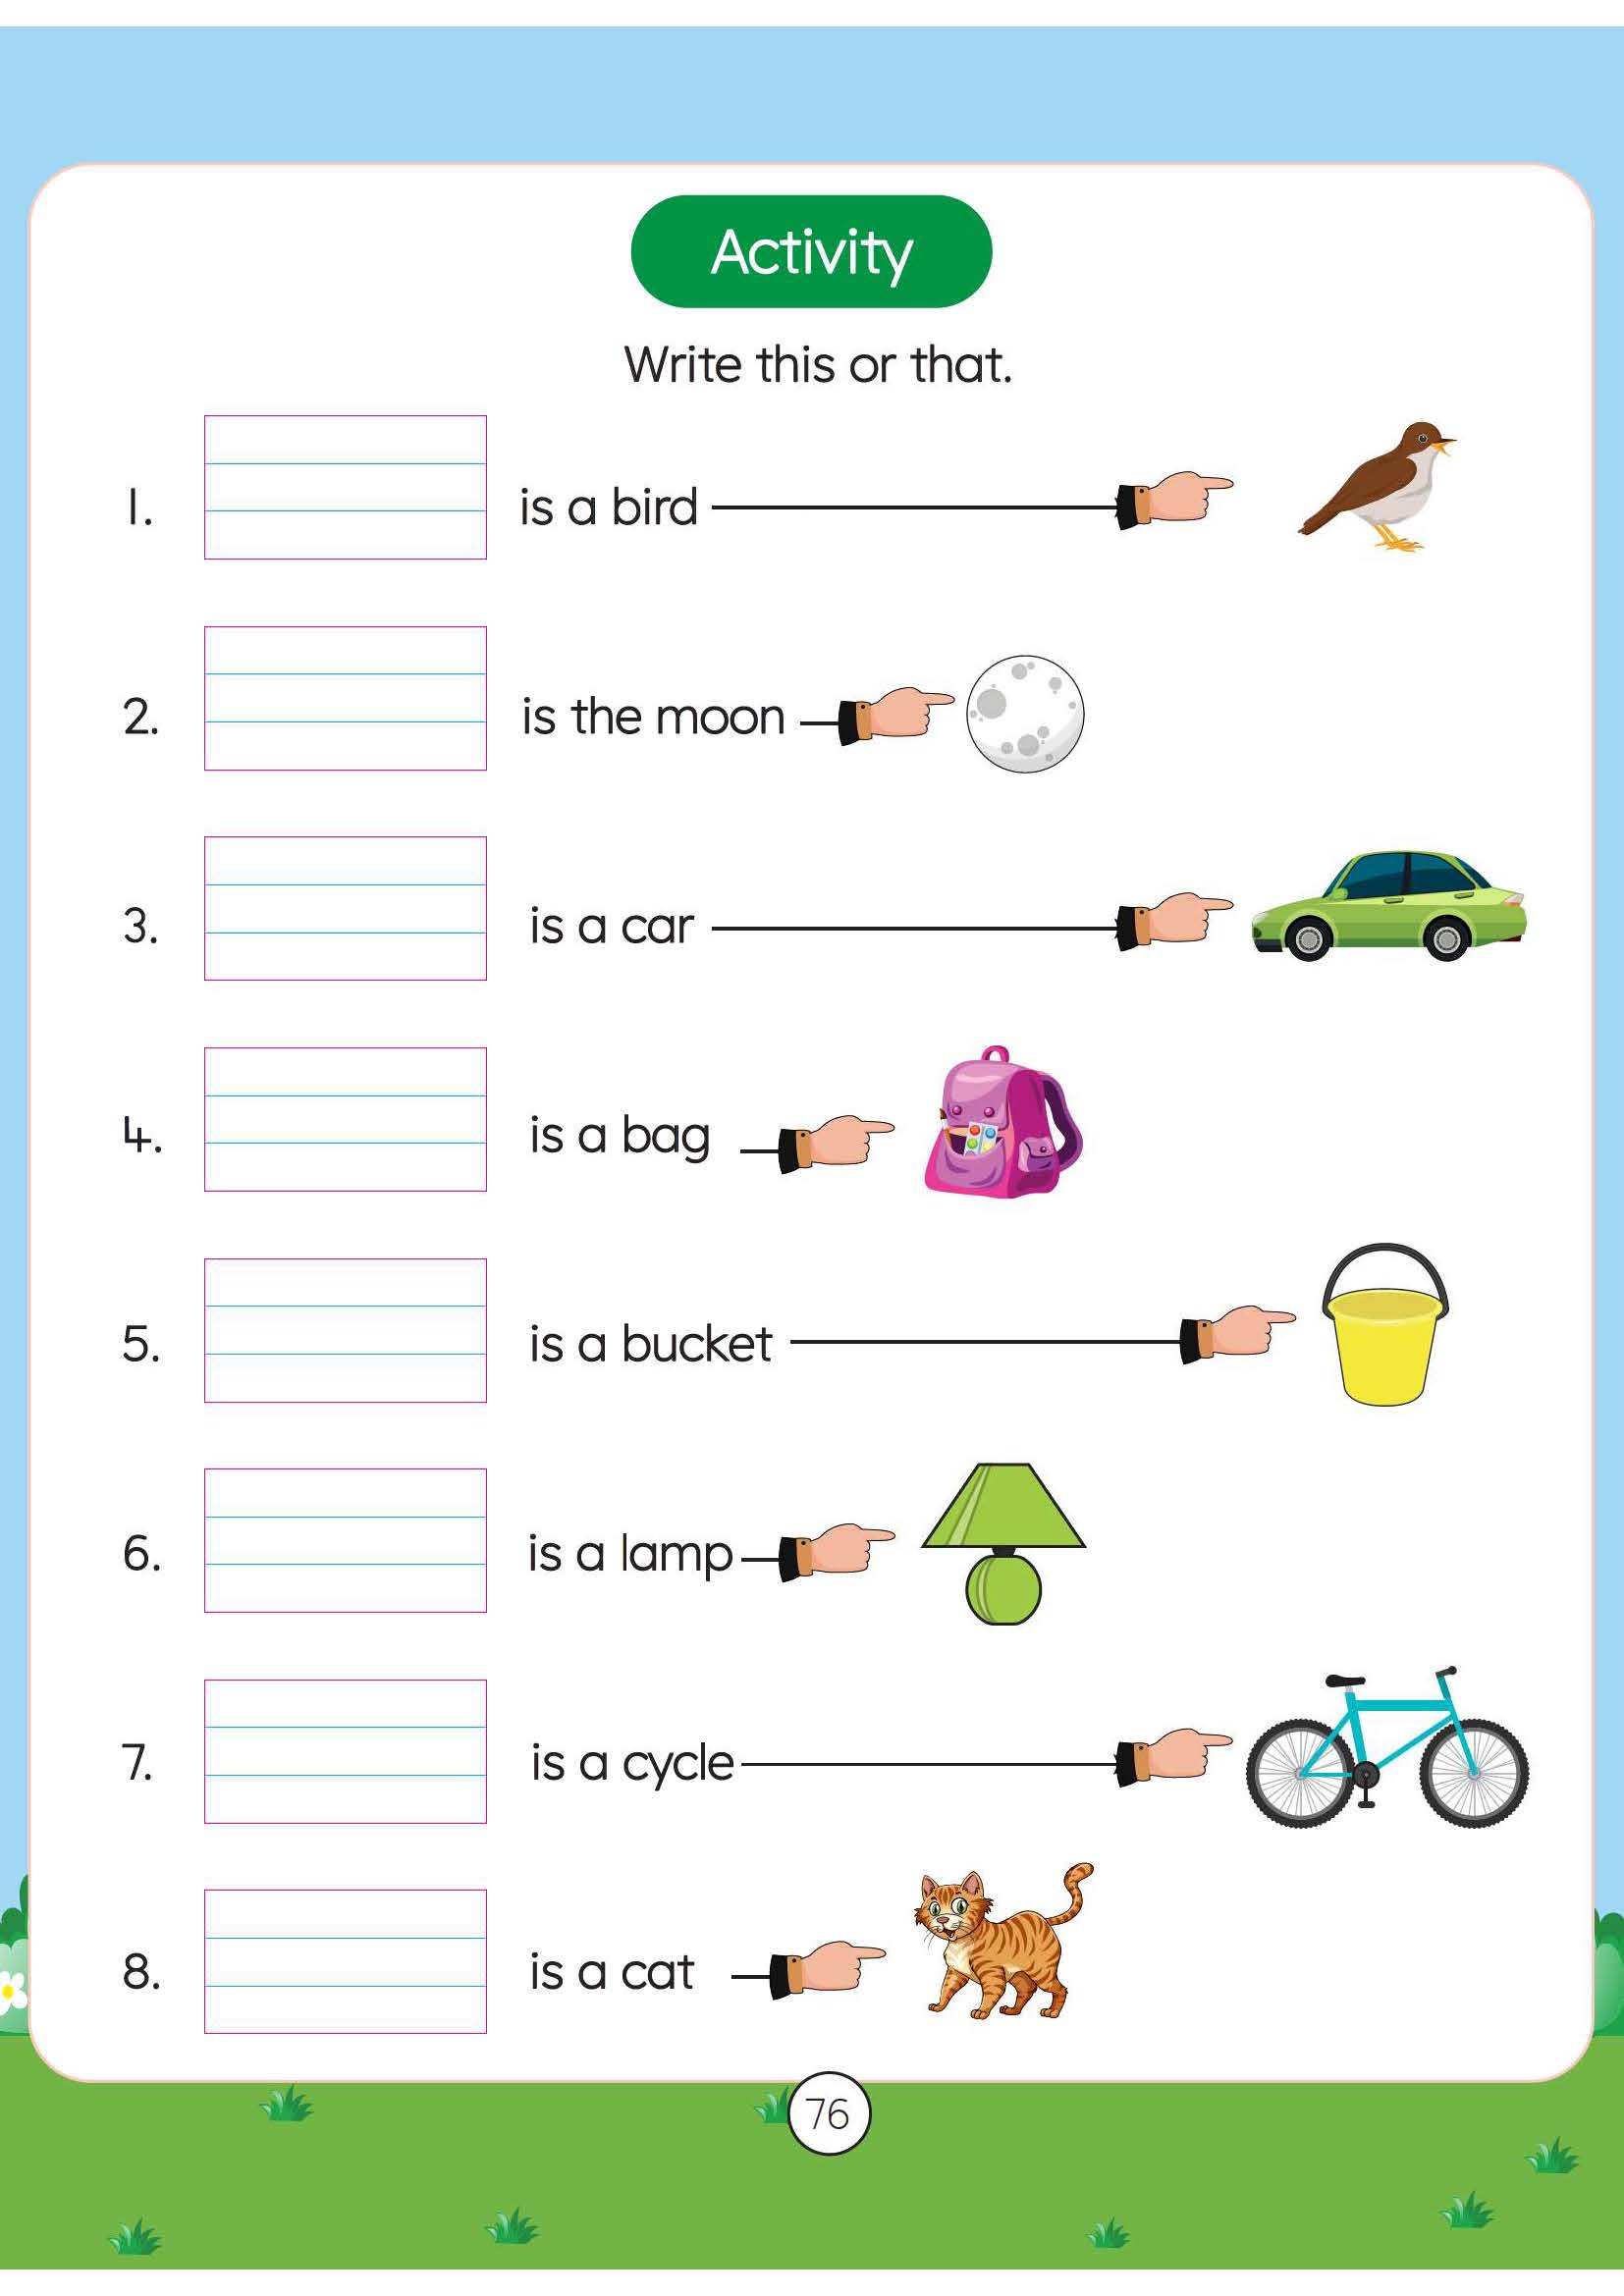 Activity
Write this or that.
1. is a bird
2. is the moon
3. is a car
4. is a bag
5. is a bucket
6. is a lamp
7. is a cycle
8. is a cat
76